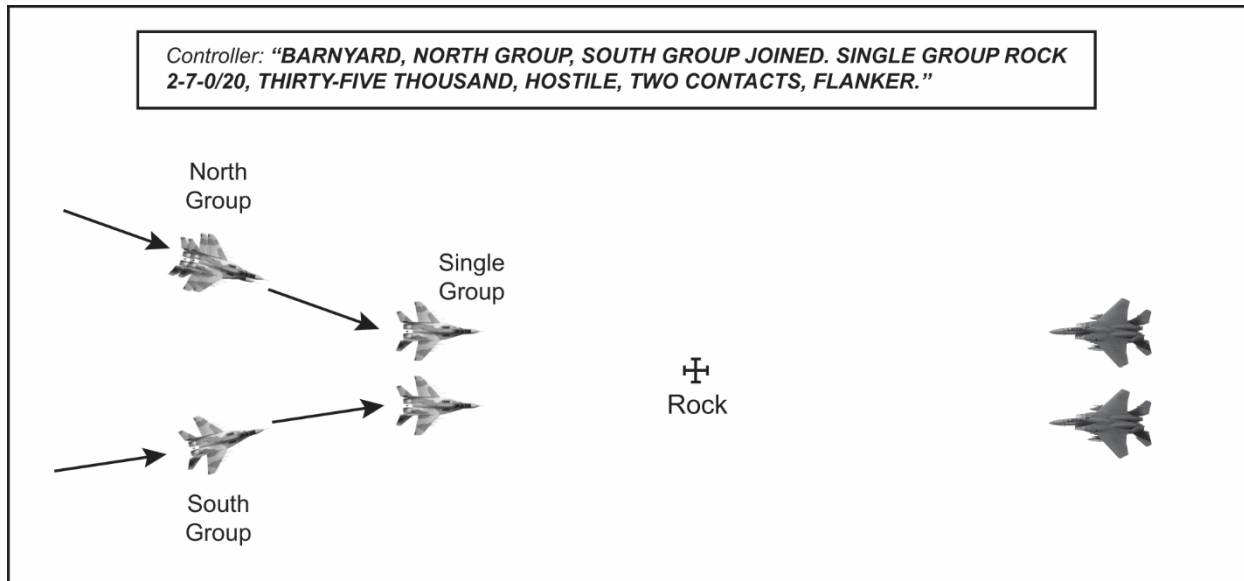 Controller: “BARNYARD, NORTH GROUP, SOUTH GROUP JOINED. SINGLE GROUP ROCK
2-7-0/20, THIRTY-FIVE THOUSAND, HOSTILE, TWO CONTACTS, FLANKER.”
North
Group
Single
Group
Rock
South
Group